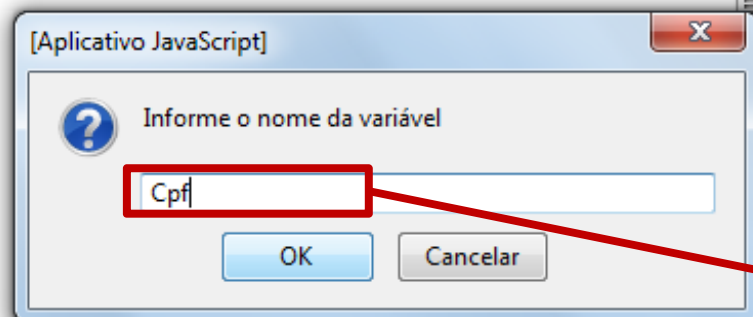 [Aplicativo JavaScript]
Informe o nome da variável
Cpf
OK Cancelar